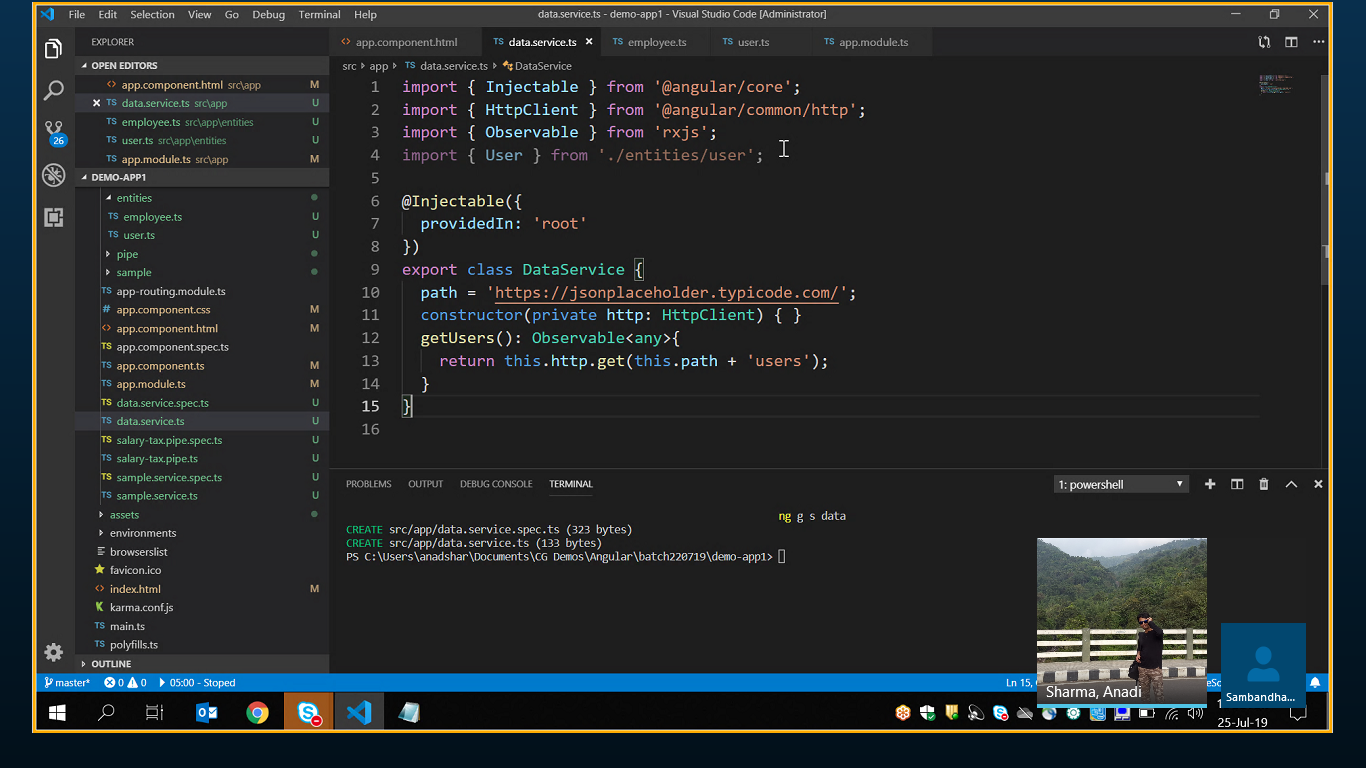 File Edit Selection View Go Debug Terminal Help
data.service.ts - demo-app1 - Visual Studio Code [Administrator]
EXPLORER
OPEN EDITORS
app.component.html src\app M
data.service.ts src\app U
employee.ts src\app\entities U
user.ts src\app\entities U
app.module.ts src\app M
26
DEMO-APP1
entities
employee.ts U
user.ts U
pipe
sample
app-routing.module.ts
app.component.css M
app.component.html M
app.component.spec.ts
app.component.ts M
app.module.ts M
data.service.spec.ts U
data.service.ts U
salary-tax.pipe.spec.ts U
salary-tax.pipe.ts U
sample.service.spec.ts U
sample.service.ts U
assets
environments
browserslist
favicon.ico
index.html M
karma.conf.js
main.ts
polyfills.ts
OUTLINE
app.component.html TS data.service.ts TS employee.ts TS user.ts TS app.module.ts
src › app › TS data.service.ts › DataService
1 import { Injectable } from '@angular/core';
2 import { HttpClient } from '@angular/common/http';
3 import { Observable } from 'rxjs';
4 import { User } from './entities/user';
5
6 @Injectable({
7 providedIn: 'root'
8 })
9 export class DataService {
10 path = 'https://jsonplaceholder.typicode.com/';
11 constructor(private http: HttpClient) { }
12 getUsers(): Observable<any>{
13 return this.http.get(this.path + 'users');
14 }
15 }
16
PROBLEMS OUTPUT DEBUG CONSOLE TERMINAL
1: powershell
ng g s data
CREATE src/app/data.service.spec.ts (323 bytes)
CREATE src/app/data.service.ts (133 bytes)
PS C:\Users\anadshar\Documents\CG Demos\Angular\batch220719\demo-app1>
Sharma, Anadi
Sambandha...
master* 0 0 05:00 - Stoped
Ln 15,
25-Jul-19